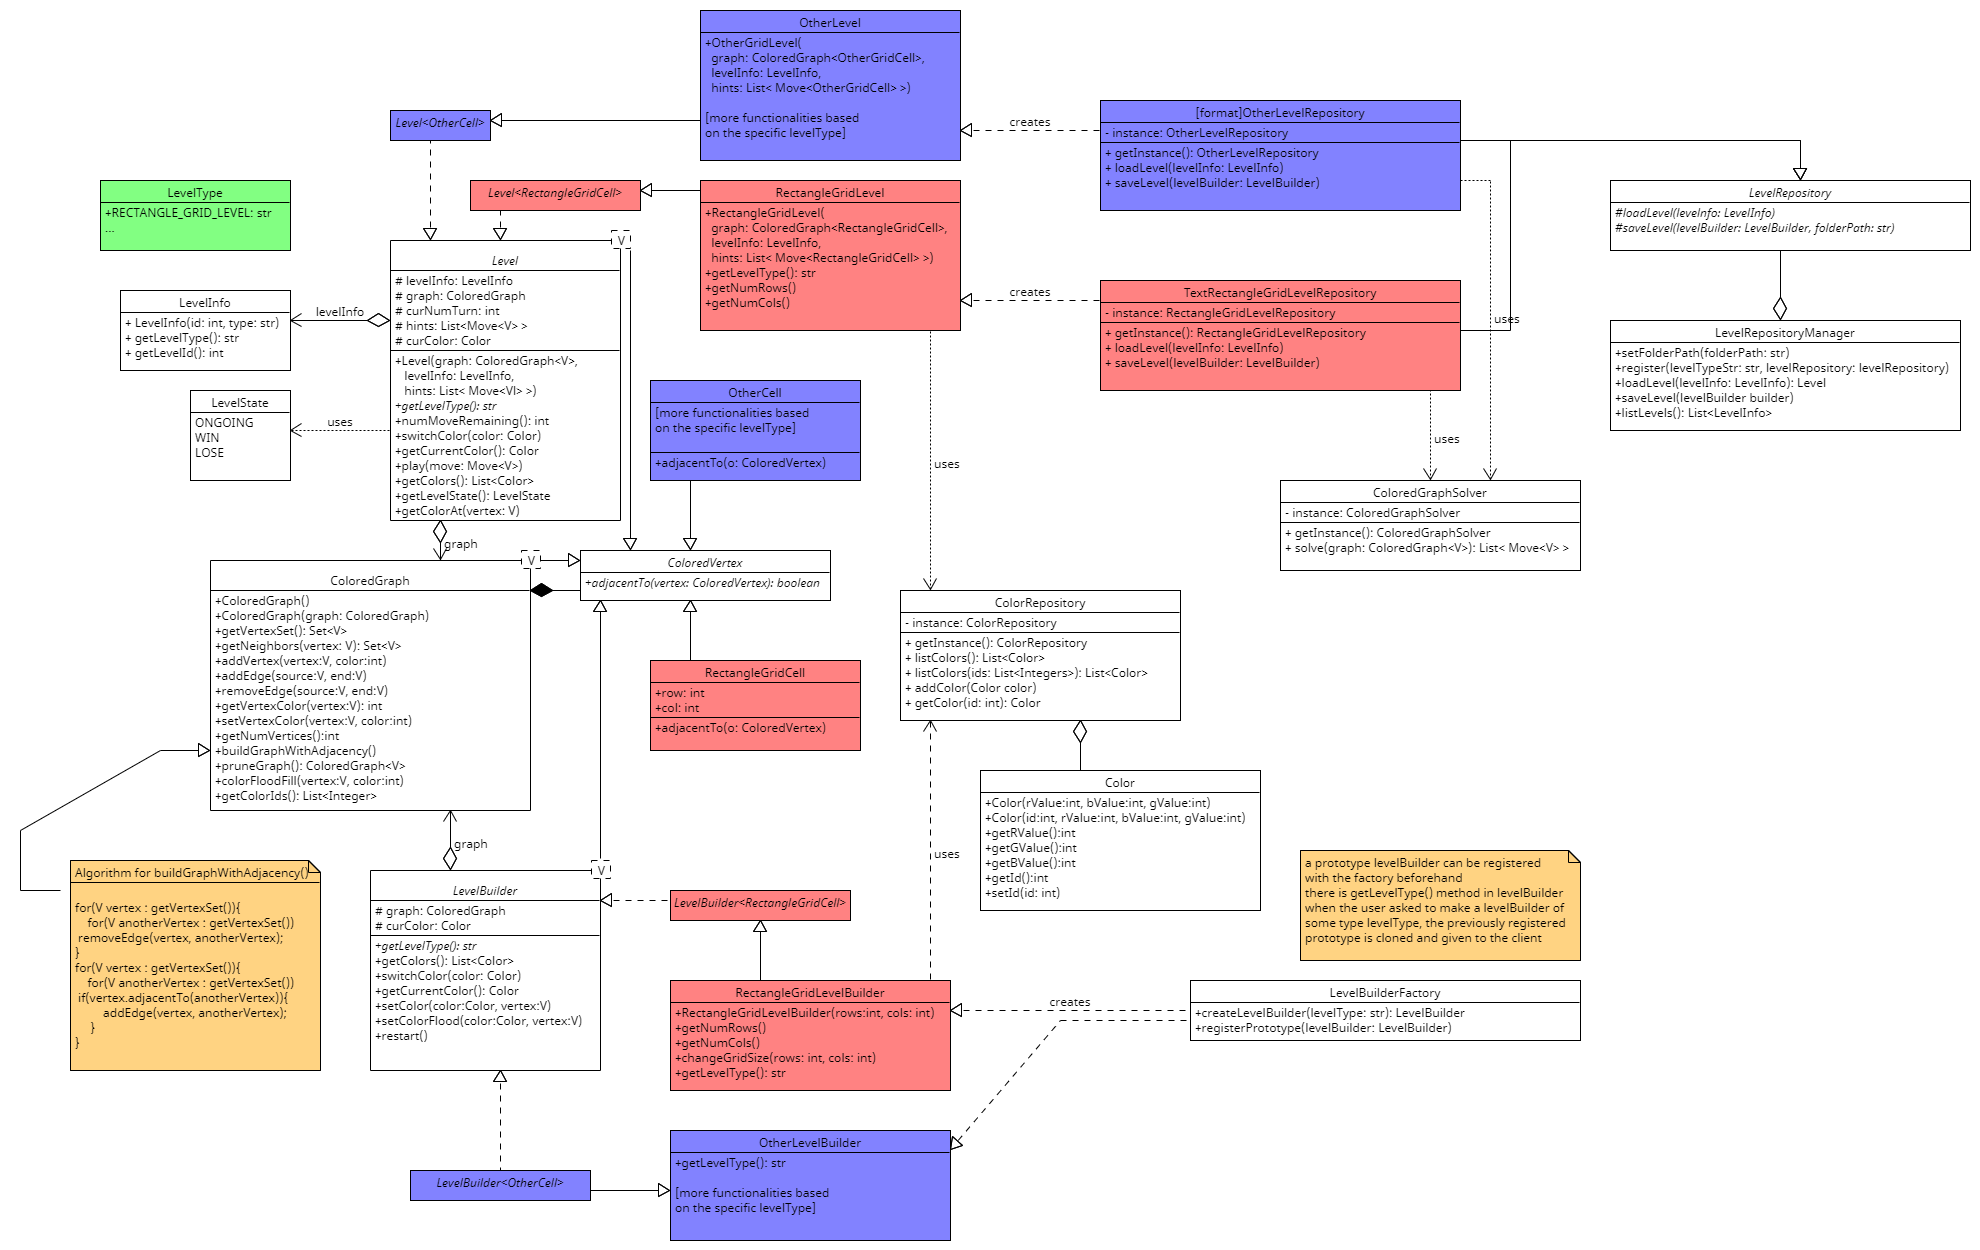 OtherLevel
+OtherGridLevel(
graph: ColoredGraph<OtherGridCell>,
levelInfo: LevelInfo,
hints: List< Move<OtherGridCell> >)
[more functionalities based
on the specific levelType]
Level<OtherCell>
creates
[format]OtherLevelRepository
- instance: OtherLevelRepository
+ getInstance(): OtherLevelRepository
+ loadLevel(levelInfo: LevelInfo)
+ saveLevel(levelBuilder: LevelBuilder)
LevelType
+RECTANGLE_GRID_LEVEL: str
...
Level<RectangleGridCell>
RectangleGridLevel
+RectangleGridLevel(
graph: ColoredGraph<RectangleGridCell>,
levelInfo: LevelInfo,
hints: List< Move<RectangleGridCell> >)
+getLevelType(): str
+getNumRows()
+getNumCols()
LevelRepository
#loadLevel(leveInfo: LevelInfo)
#saveLevel(levelBuilder: LevelBuilder, folderPath: str)
creates
TextRectangleGridLevelRepository
- instance: RectangleGridLevelRepository
+ getInstance(): RectangleGridLevelRepository
+ loadLevel(levelInfo: LevelInfo)
+ saveLevel(levelBuilder: LevelBuilder)
uses
LevelRepositoryManager
+setFolderPath(folderPath: str)
+register(levelTypeStr: str, levelRepository: levelRepository)
+loadLevel(levelInfo: LevelInfo): Level
+saveLevel(levelBuilder builder)
+listLevels(): List<LevelInfo>
V
Level
# levelInfo: LevelInfo
# graph: ColoredGraph
# curNumTurn: int
# hints: List<Move<V> >
# curColor: Color
+Level(graph: ColoredGraph<V>,
levelInfo: LevelInfo,
hints: List< Move<VI> >)
+getLevelType(): str
+numMoveRemaining(): int
+switchColor(color: Color)
+getCurrentColor(): Color
+play(move: Move<V>)
+getColors(): List<Color>
+getLevelState(): LevelState
+getColorAt(vertex: V)
LevelInfo
+ LevelInfo(id: int, type: str)
+ getLevelType(): str
+ getLevelId(): int
levelInfo
LevelState
ONGOING
WIN
LOSE
uses
OtherCell
[more functionalities based
on the specific levelType]
+adjacentTo(o: ColoredVertex)
uses
uses
ColoredGraphSolver
- instance: ColoredGraphSolver
+ getInstance(): ColoredGraphSolver
+ solve(graph: ColoredGraph<V>): List< Move<V> >
graph
V
ColoredVertex
+adjacentTo(vertex: ColoredVertex): boolean
ColoredGraph
+ColoredGraph()
+ColoredGraph(graph: ColoredGraph)
+getVertexSet(): Set<V>
+getNeighbors(vertex: V): Set<V>
+addVertex(vertex:V, color:int)
+addEdge(source:V, end:V)
+removeEdge(source:V, end:V)
+getVertexColor(vertex:V): int
+setVertexColor(vertex:V, color:int)
+getNumVertices():int
+buildGraphWithAdjacency()
+pruneGraph(): ColoredGraph<V>
+colorFloodFill(vertex:V, color:int)
+getColorIds(): List<Integer>
RectangleGridCell
+row: int
+col: int
+adjacentTo(o: ColoredVertex)
ColorRepository
- instance: ColorRepository
+ getInstance(): ColorRepository
+ listColors(): List<Color>
+ listColors(ids: List<Integers>): List<Color>
+ addColor(Color color)
+ getColor(id: int): Color
Color
+Color(rValue:int, bValue:int, gValue:int)
+Color(id:int, rValue:int, bValue:int, gValue:int)
+getRValue():int
+getGValue():int
+getBValue():int
+getId():int
+setId(id: int)
uses
graph
V
Algorithm for buildGraphWithAdjacency()
for(V vertex : getVertexSet()){
for(V anotherVertex : getVertexSet())
removeEdge(vertex, anotherVertex);
}
for(V vertex : getVertexSet()){
for(V anotherVertex : getVertexSet())
if(vertex.adjacentTo(anotherVertex)){
addEdge(vertex, anotherVertex);
}
}
LevelBuilder
# graph: ColoredGraph
# curColor: Color
+getLevelType(): str
+getColors(): List<Color>
+switchColor(color: Color)
+getCurrentColor(): Color
+setColor(color:Color, vertex:V)
+setColorFlood(color:Color, vertex:V)
+restart()
LevelBuilder<RectangleGridCell>
a prototype levelBuilder can be registered
with the factory beforehand
there is getLevelType() method in levelBuilder
when the user asked to make a levelBuilder of
some type levelType, the previously registered
prototype is cloned and given to the client
RectangleGridLevelBuilder
+RectangleGridLevelBuilder(rows:int, cols: int)
+getNumRows()
+getNumCols()
+changeGridSize(rows: int, cols: int)
+getLevelType(): str
creates
LevelBuilderFactory
+createLevelBuilder(levelType: str): LevelBuilder
+registerPrototype(levelBuilder: LevelBuilder)
OtherLevelBuilder
+getLevelType(): str
[more functionalities based
on the specific levelType]
LevelBuilder<OtherCell>